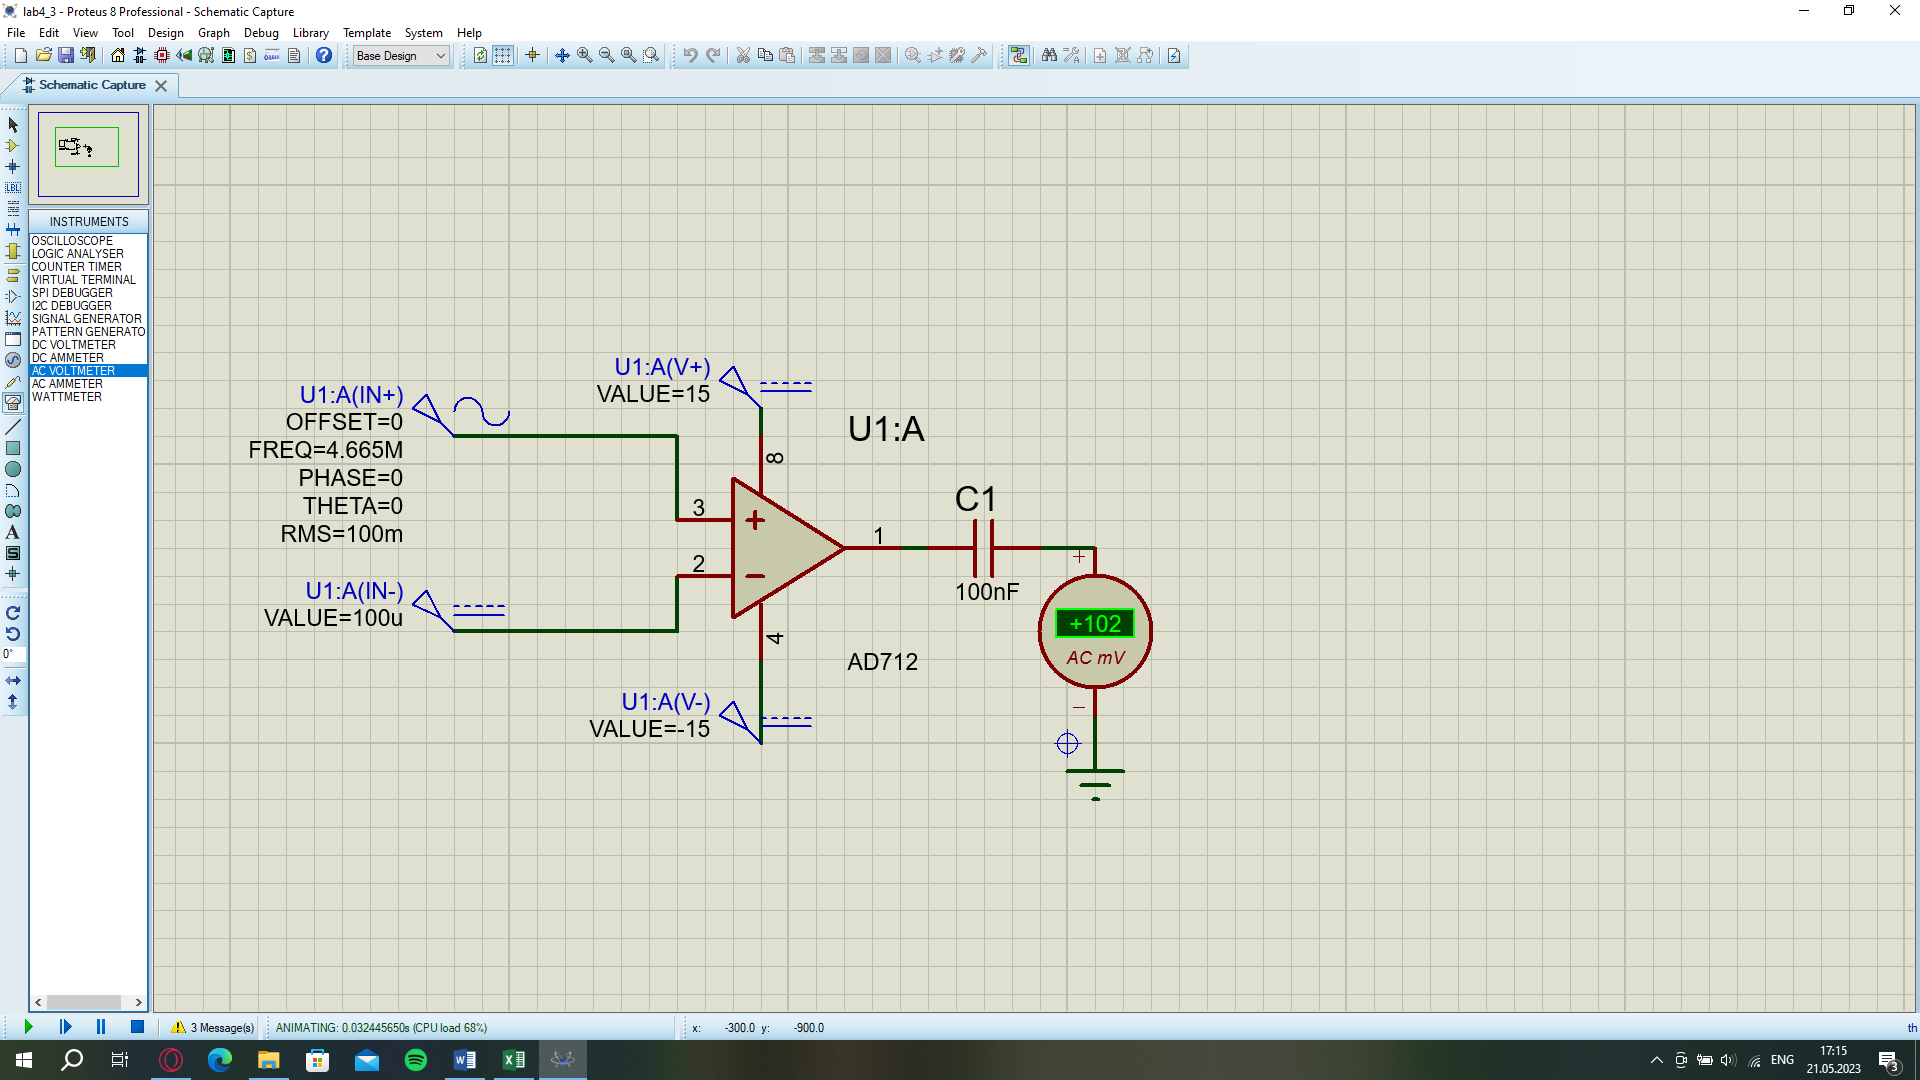 lab4_3 - Proteus 8 Professional - Schematic Capture
File Edit View Tool Design Graph Debug Library Template System Help
Base Design
Schematic Capture
LBL
INSTRUMENTS
OSCILLOSCOPE
LOGIC ANALYSER
COUNTER TIMER
VIRTUAL TERMINAL
SPI DEBUGGER
I2C DEBUGGER
SIGNAL GENERATOR
PATTERN GENERATO
DC VOLTMETER
DC AMMETER
AC VOLTMETER
AC AMMETER
WATTMETER
A
S
0°
U1:A(V+)
VALUE=15
U1:A(IN+)
OFFSET=0
FREQ=4.665M
PHASE=0
THETA=0
RMS=100m
U1:A
8
3
1
C1
2
100nF
U1:A(IN-)
VALUE=100u
4
+102
AC mV
AD712
U1:A(V-)
VALUE=-15
3 Message(s)
ANIMATING: 0.032445650s (CPU load 68%)
x: -300.0 y: -900.0
th
ENG
17:15
21.05.2023
3